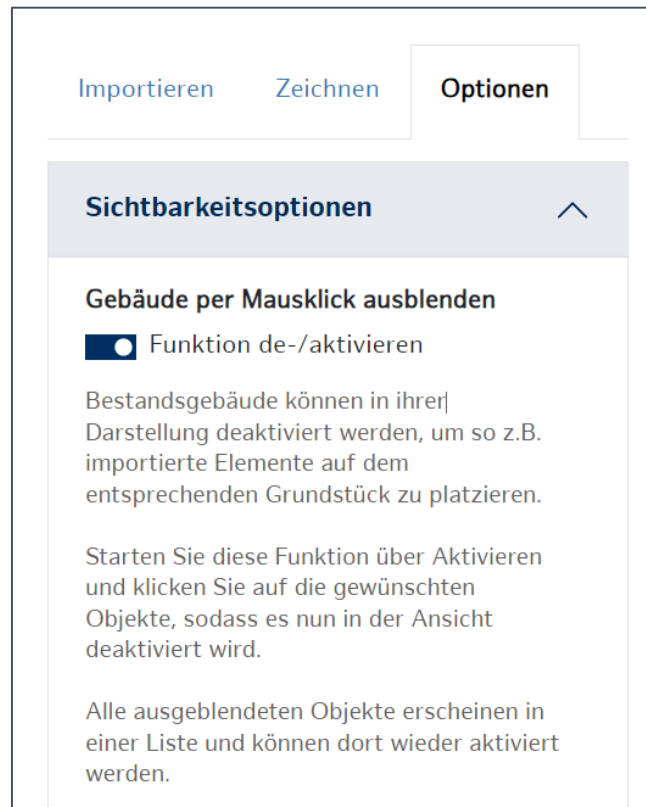 Importieren Zeichnen Optionen
Sichtbarkeitsoptionen
Gebäude per Mausklick ausblenden
Funktion de-/aktivieren
Bestandsgebäude können in ihrer
Darstellung deaktiviert werden, um so z.B.
importierte Elemente auf dem
entsprechenden Grundstück zu platzieren.
Starten Sie diese Funktion über Aktivieren
und klicken Sie auf die gewünschten
Objekte, sodass es nun in der Ansicht
deaktiviert wird.
Alle ausgeblendeten Objekte erscheinen in
einer Liste und können dort wieder aktiviert
werden.